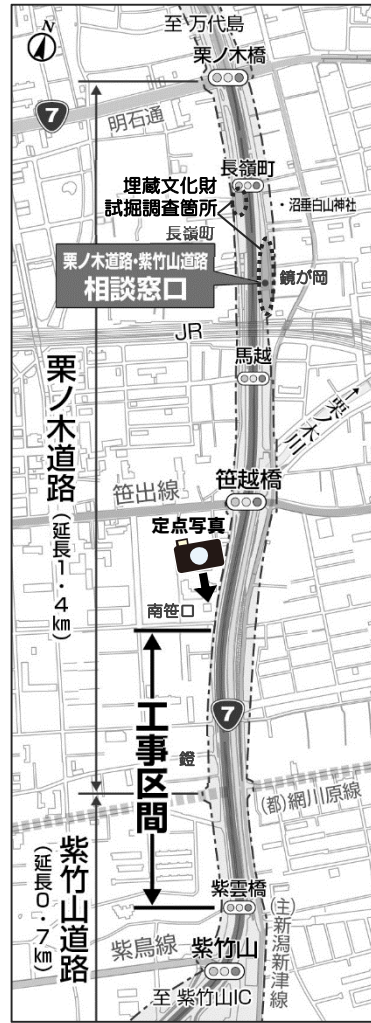 至 万代島
N
栗ノ木橋
7
明石通
長嶺町
埋蔵文化財
試掘調査箇所
・沼垂白山神社
長嶺町
栗ノ木道路・紫竹山道路
相談窓口
鏡が岡
JR
馬越
栗ノ木道路
(延長1・4㎞)
栗ノ木川
笹越橋
笹出線
定点写真
南笹口
工事区間
7
鐙
(都)網川原線
紫竹山道路
(延長0・7㎞)
紫雲橋
(主)新潟新津線
紫鳥線
紫竹山
至 紫竹山IC